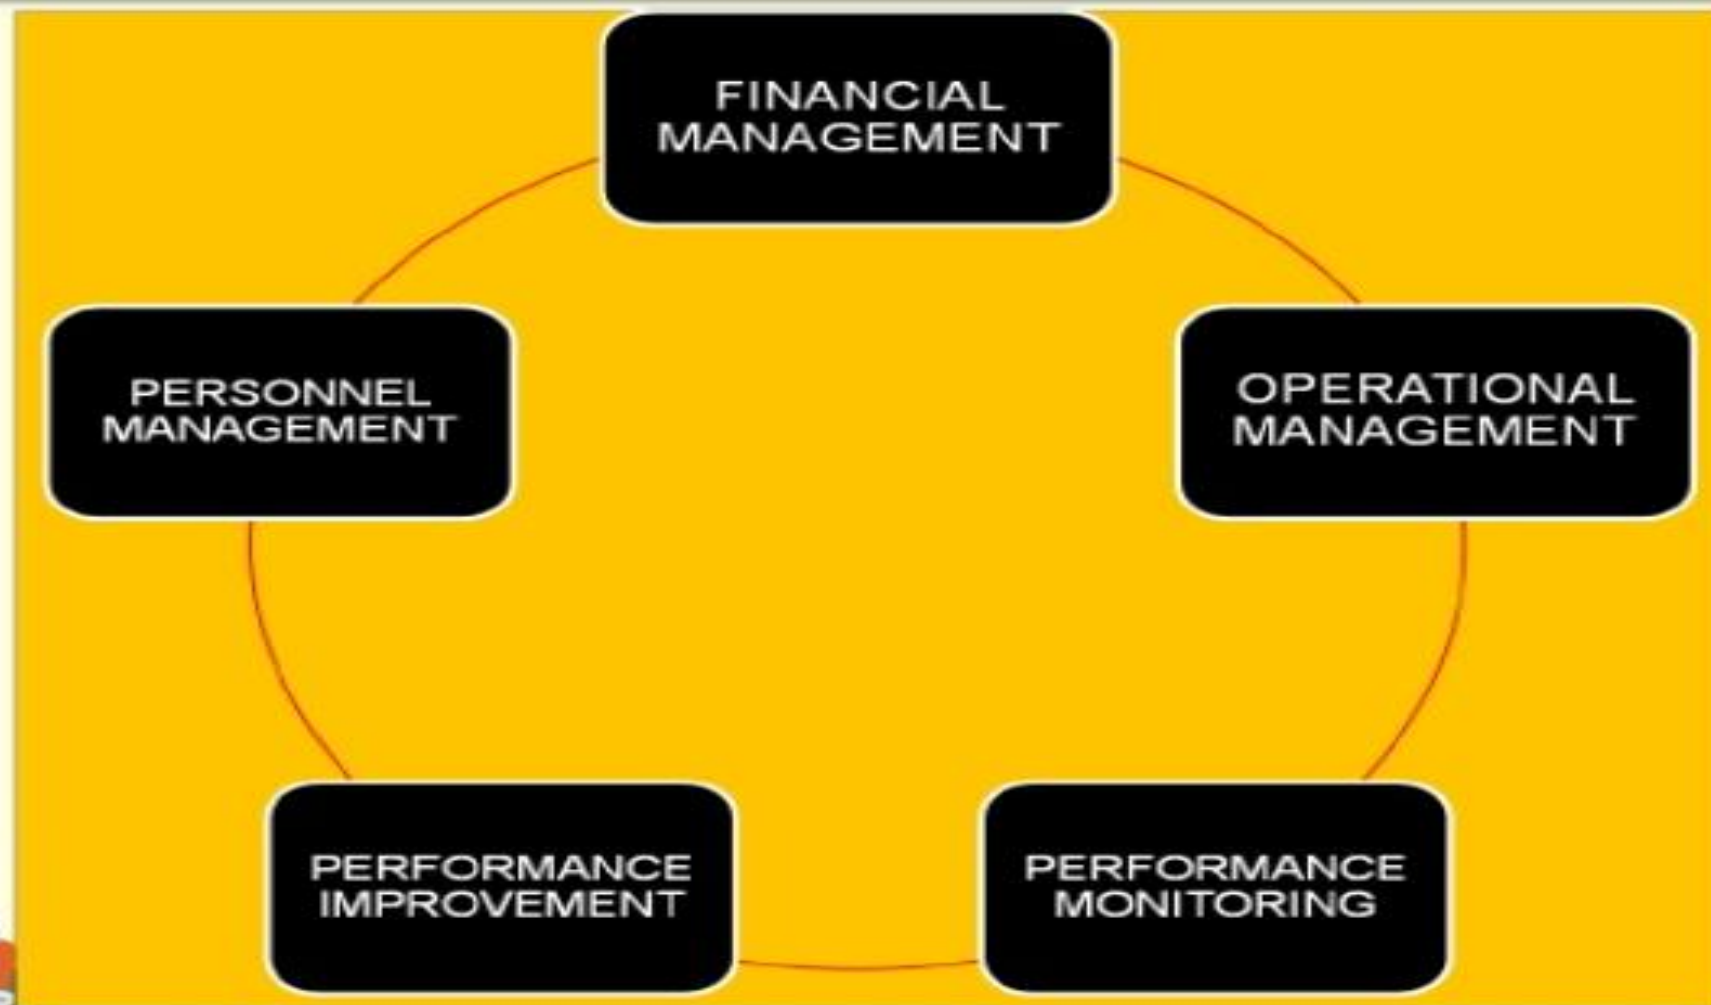 FINANCIAL
MANAGEMENT
OPERATIONAL
MANAGEMENT
PERFORMANCE
MONITORING
PERFORMANCE
IMPROVEMENT
PERSONNEL
MANAGEMENT